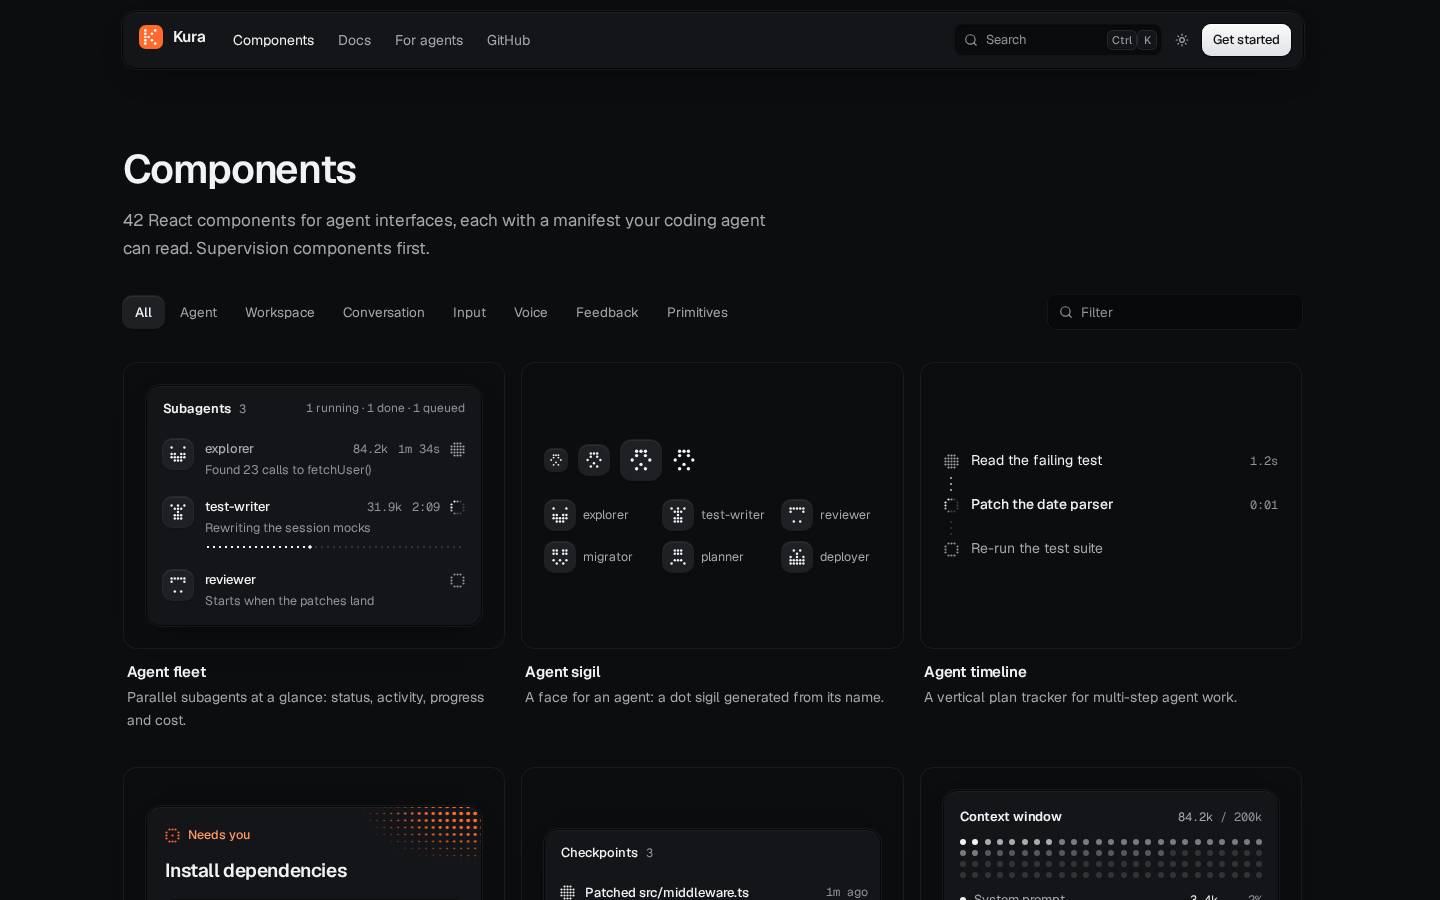 Kura
Components
Docs
For agents
GitHub
Search
Ctrl K
Get started
Components
42 React components for agent interfaces, each with a manifest your coding agent
can read. Supervision components first.
All
Agent
Workspace
Conversation
Input
Voice
Feedback
Primitives
Filter
Subagents 3
1 running · 1 done · 1 queued
explorer
84.2k 1m 34s
Found 23 calls to fetchUser()
test-writer
31.9k 2:09
Rewriting the session mocks
reviewer
Starts when the patches land
Agent fleet
Parallel subagents at a glance: status, activity, progress
and cost.
explorer
test-writer
reviewer
migrator
planner
deployer
Agent sigil
A face for an agent: a dot sigil generated from its name.
Read the failing test
1.2s
Patch the date parser
0:01
Re-run the test suite
Agent timeline
A vertical plan tracker for multi-step agent work.
Needs you
Install dependencies
Checkpoints 3
Patched src/middleware.ts
1m ago
Context window
84.2k / 200k
System prompt
3.4k
2%